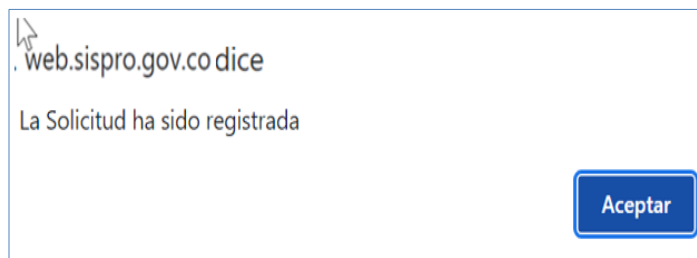 . web.sispro.gov.co dice
La Solicitud ha sido registrada
Aceptar